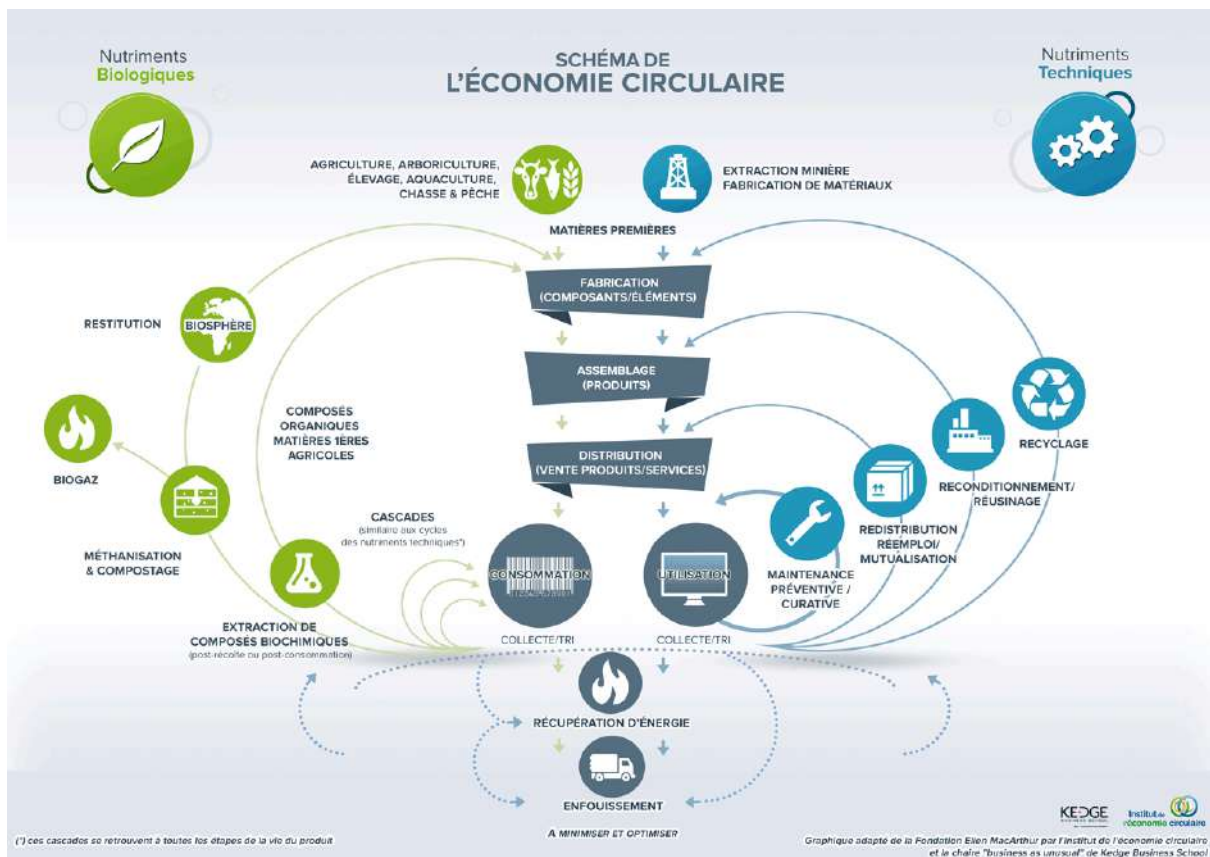 Nutriments
Biologiques
SCHÉMA DE
L'ÉCONOMIE CIRCULAIRE
Nutriments
Techniques
AGRICULTURE, ARBORICULTURE,
ÉLEVAGE, AQUACULTURE,
CHASSE & PÊCHE
EXTRACTION MINIÈRE
FABRICATION DE MATÉRIAUX
MATIÈRES PREMIÈRES
FABRICATION
(COMPOSANTS/ÉLÉMENTS)
RESTITUTION
BIOSPHÈRE
ASSEMBLAGE
(PRODUITS)
COMPOSÉS
ORGANIQUES
MATIÈRES 1ÈRES
AGRICOLES
RECYCLAGE
BIOGAZ
DISTRIBUTION
(VENTE PRODUITS/SERVICES)
RECONDITIONNEMENT/
RÉUSINAGE
CASCADES
(similaire aux cycles
des nutriments techniques*)
REDISTRIBUTION
RÉEMPLOI/
MUTUALISATION
MÉTHANISATION
& COMPOSTAGE
CONSOMMATION
UTILISATION
MAINTENANCE
PRÉVENTIVE /
CURATIVE
EXTRACTION DE
COMPOSÉS BIOCHIMIQUES
(post-récolte ou post-consommation)
COLLECTE/TRI
COLLECTE/TRI
RÉCUPÉRATION D'ÉNERGIE
ENFOUISSEMENT
A MINIMISER ET OPTIMISER
KEDGE
BUSINESS SCHOOL
Institut de
l'économie circulaire
(*) ces cascades se retrouvent à toutes les étapes de la vie du produit
Graphique adapté de la Fondation Ellen MacArthur par l'Institut de l'économie circulaire
et la chaire "business as unusual" de Kedge Business School